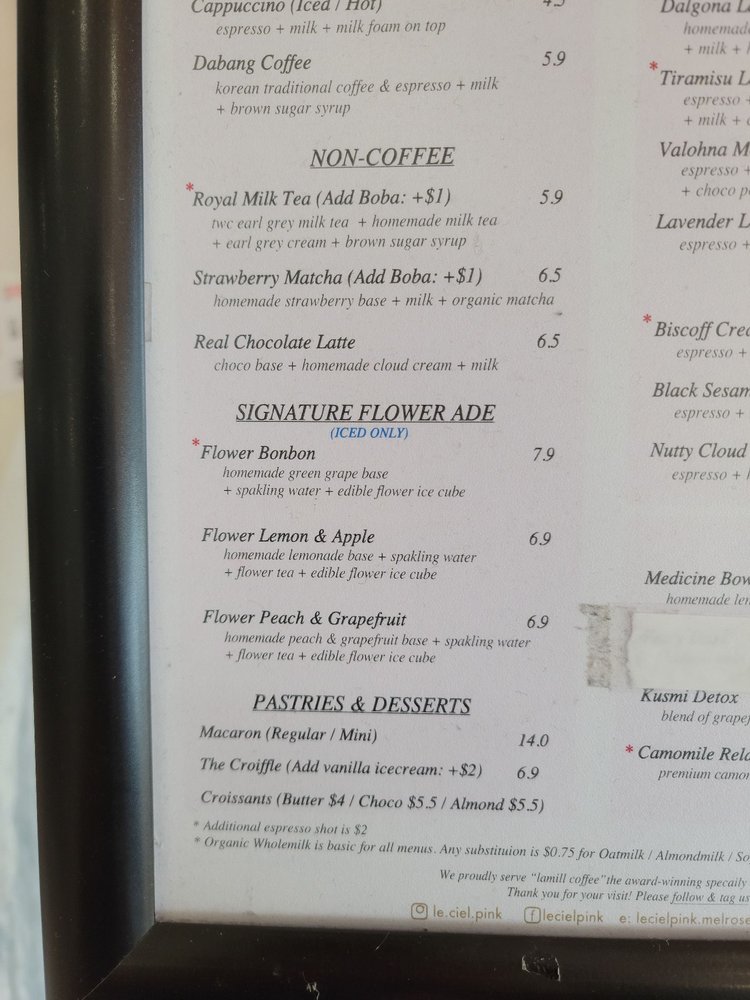 Cappuccino (Iced / Hot) 4.5
espresso + milk + milk foam on top
Dabang Coffee 5.9
korean traditional coffee & espresso + milk
+ brown sugar syrup
NON-COFFEE
*Royal Milk Tea (Add Boba: +$1) 5.9
twc earl grey milk tea + homemade milk tea
+ earl grey cream + brown sugar syrup
Strawberry Matcha (Add Boba: +$1) 6.5
homemade strawberry base + milk + organic matcha
Real Chocolate Latte 6.5
choco base + homemade cloud cream + milk
SIGNATURE FLOWER ADE
(ICED ONLY)
*Flower Bonbon 7.9
homemade green grape base
+ spakling water + edible flower ice cube
Flower Lemon & Apple 6.9
homemade lemonade base + spakling water
+ flower tea + edible flower ice cube
Flower Peach & Grapefruit 6.9
homemade peach & grapefruit base + spakling water
+ flower tea + edible flower ice cube
PASTRIES & DESSERTS
Macaron (Regular / Mini) 14.0
The Croiffle (Add vanilla icecream: +$2) 6.9
Croissants (Butter $4 / Choco $5.5 / Almond $5.5)
* Additional espresso shot is $2
* Organic Wholemilk is basic for all menus. Any substituion is $0.75 for Oatmilk / Almondmilk / So
We proudly serve "lamill coffee"the award-winning specaily
Thank you for your visit! Please follow & tag us
le.ciel.pink lecielpink e: lecielpink.melrose
Dalgona L
homemad
+ milk +
*Tiramisu L
espresso +
+ milk +
Valohna M
espresso +
+ choco p
Lavender L
espresso +
*Biscoff Cre
espresso +
Black Sesam
espresso +
Nutty Cloud
espresso +
Medicine Bow
homemade len
Kusmi Detox
blend of grapef
*Camomile Rela
premium camon